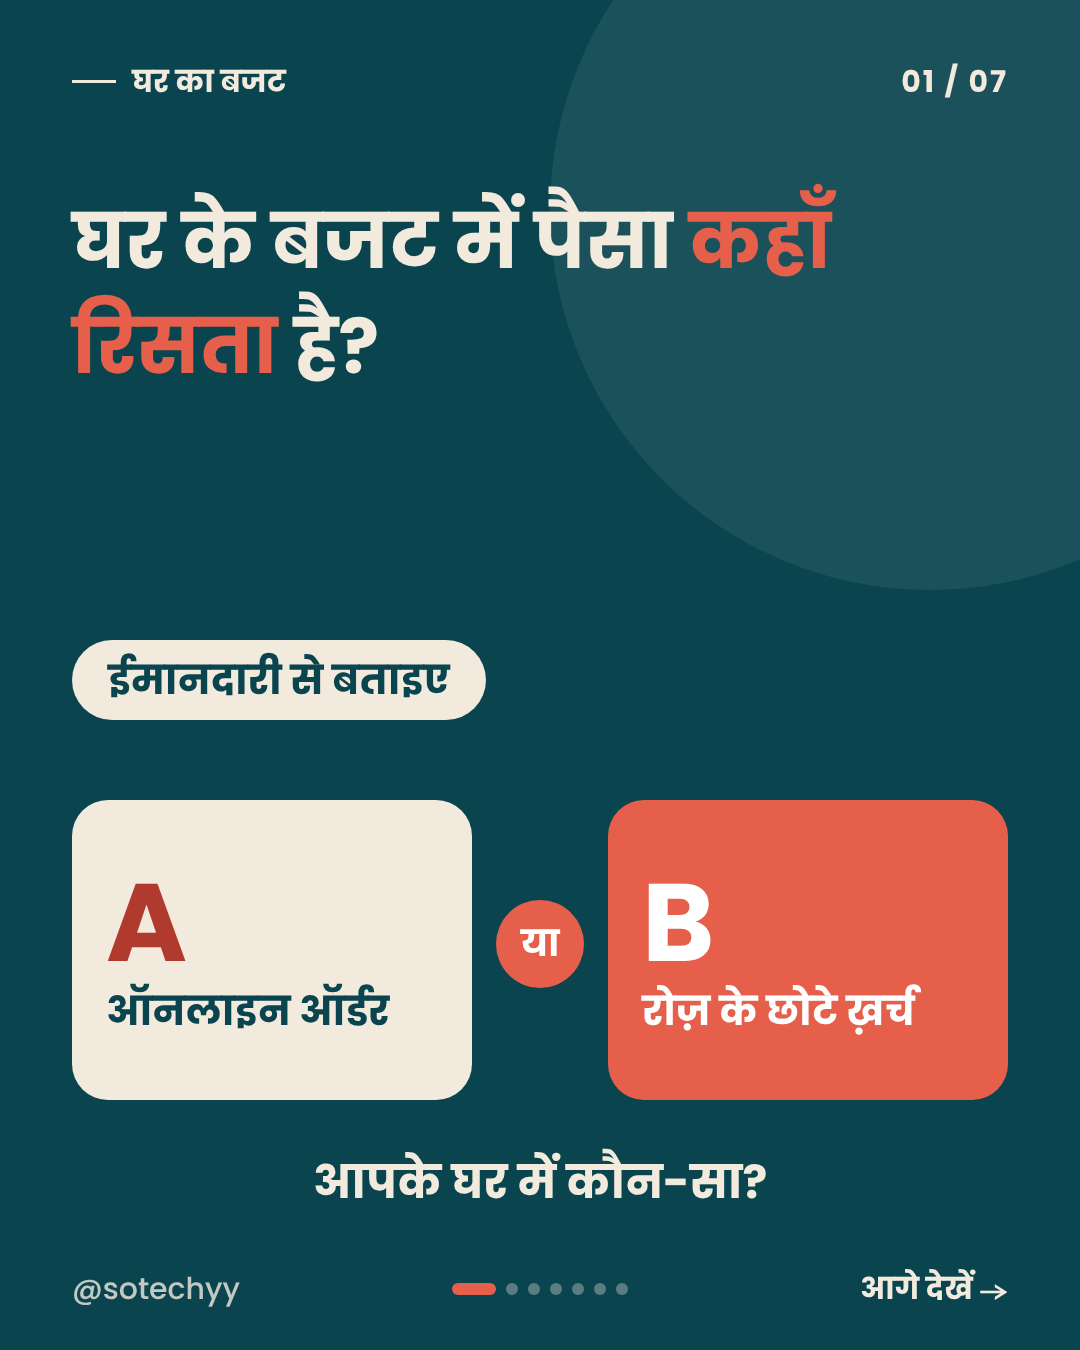 घर का बजट
01 / 07
घर के बजट में पैसा कहाँ
रिसता है?
ईमानदारी से बताइए
A
ऑनलाइन ऑर्डर
या
B
रोज़ के छोटे ख़र्च
आपके घर में कौन-सा?
@sotechyy
आगे देखें →